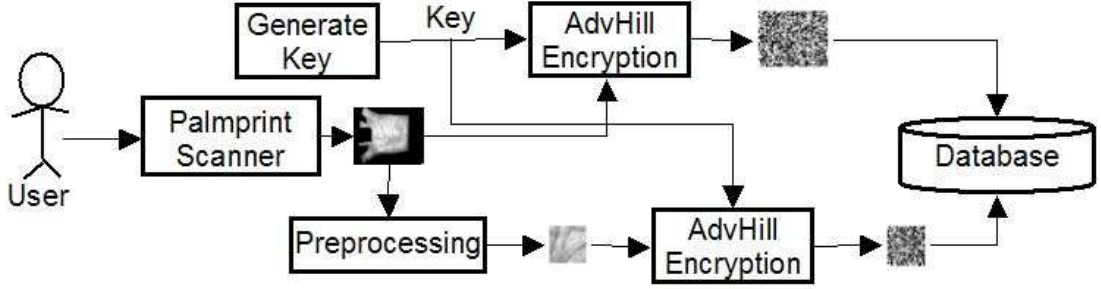 Generate
Key
Key
AdvHill
Encryption
Palmprint
Scanner
User
Database
Preprocessing
AdvHill
Encryption